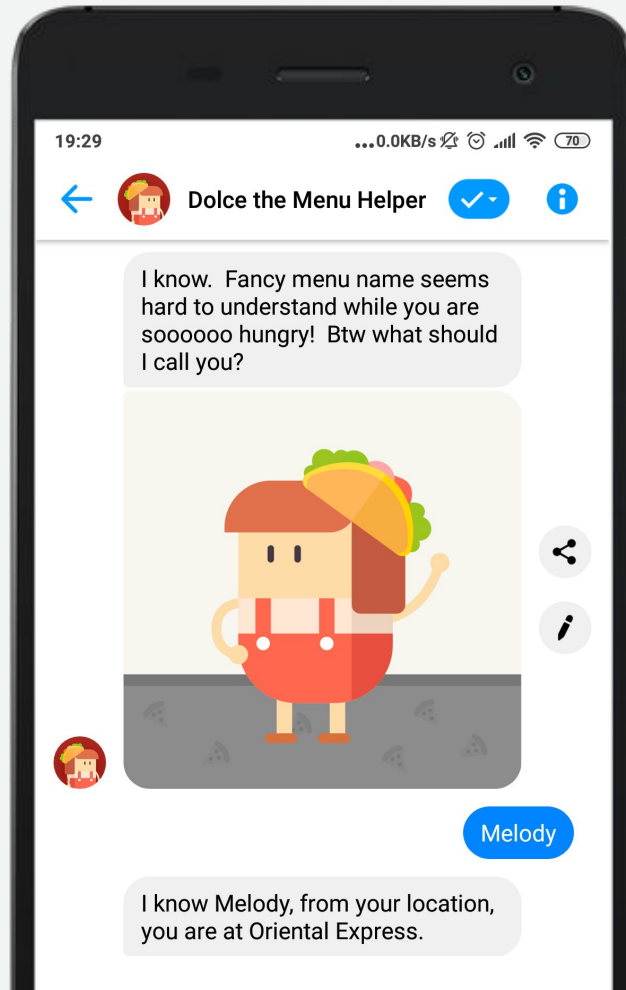 19:29
...0.0KB/s
70
Dolce the Menu Helper
I know.  Fancy menu name seems
hard to understand while you are
soooooo hungry!  Btw what should
I call you?
Melody
I know Melody, from your location,
you are at Oriental Express.